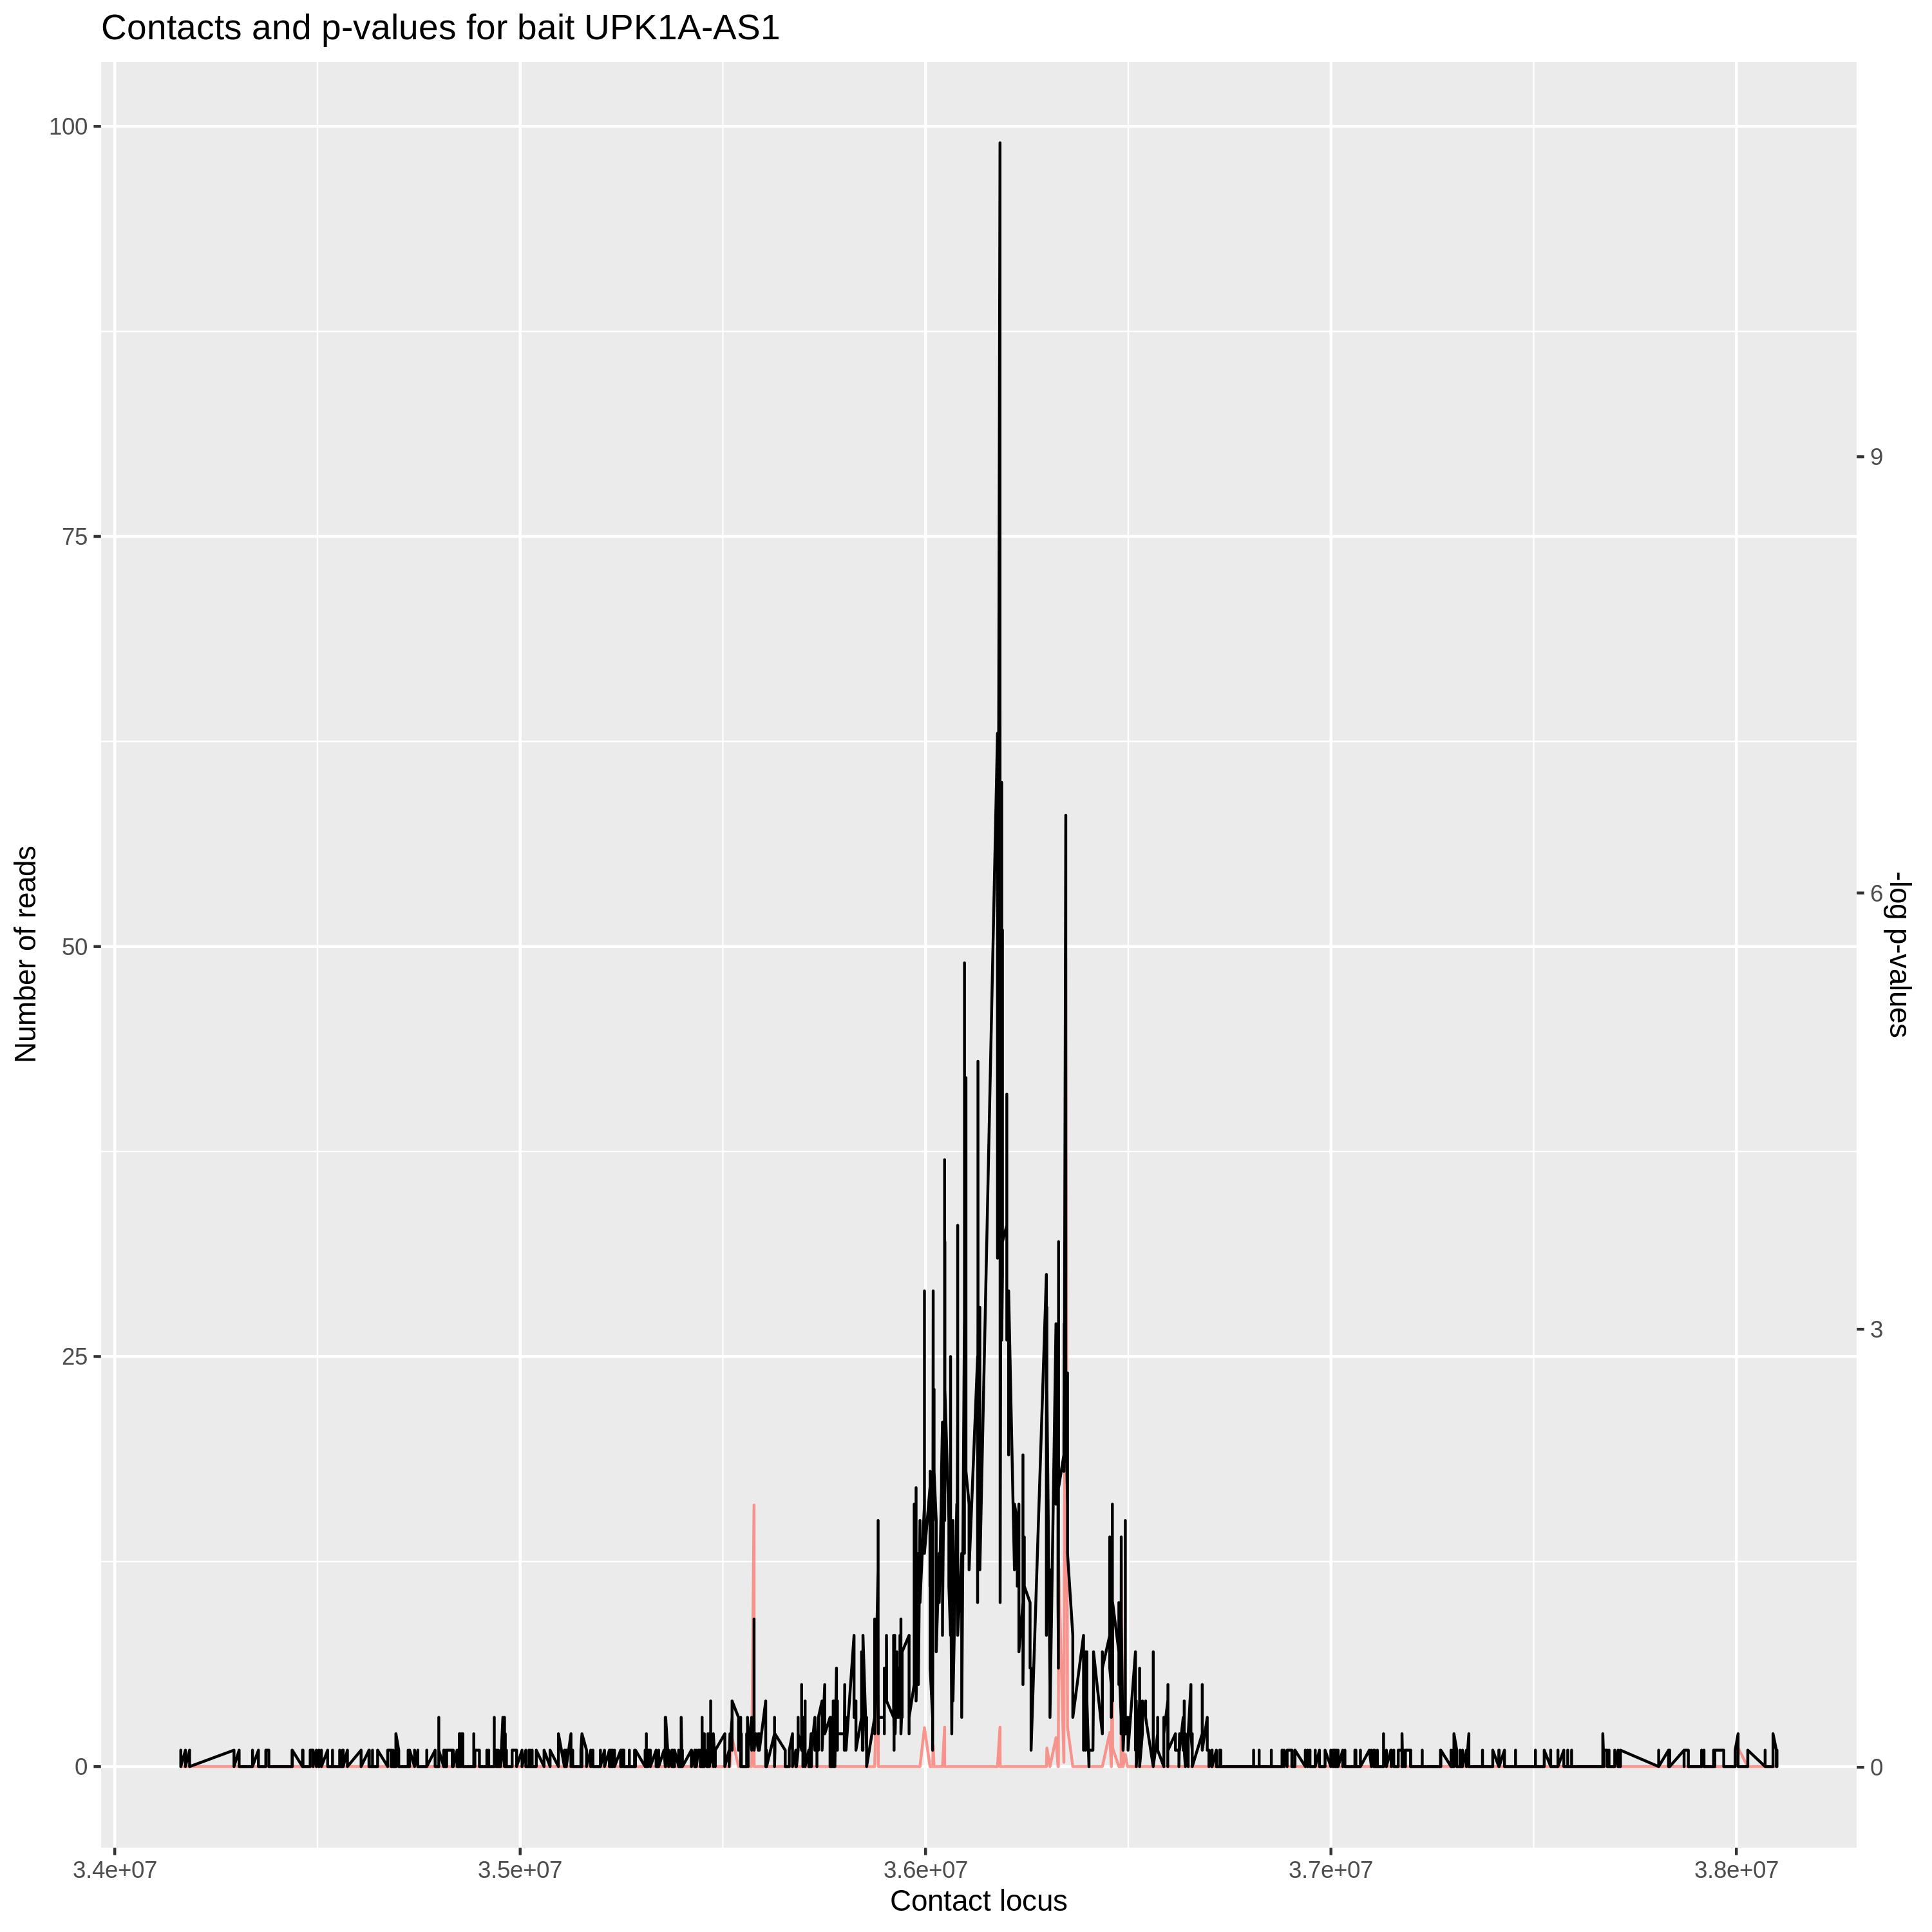 Contacts and p-values for bait UPK1A-AS1
100
75
50
25
0
Number of reads
9
6
3
0
-log p-values
3.4e+07
3.5e+07
3.6e+07
3.7e+07
3.8e+07
Contact locus